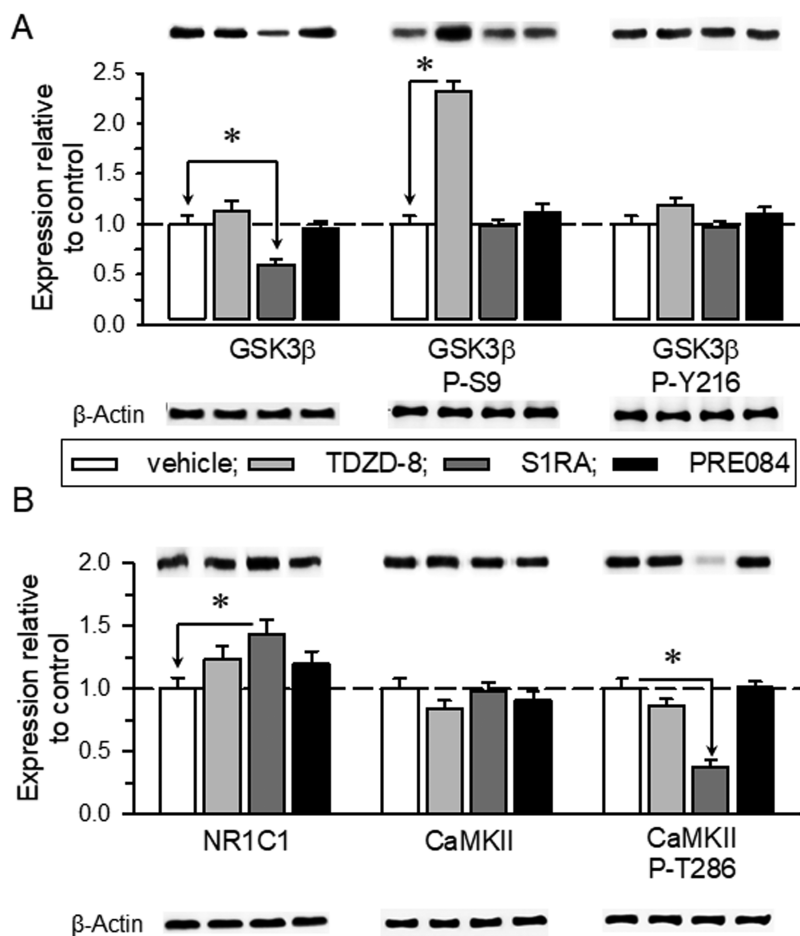 A
*
*
2.5
2.0
1.5
1.0
0.5
0.0
Expression relative
to control
GSK3β
GSK3β
P-S9
GSK3β
P-Y216
β-Actin
vehicle; TDZD-8; S1RA; PRE084
B
*
*
2.0
1.5
1.0
0.5
0.0
Expression relative
to control
NR1C1
CaMKII
CaMKII
P-T286
β-Actin